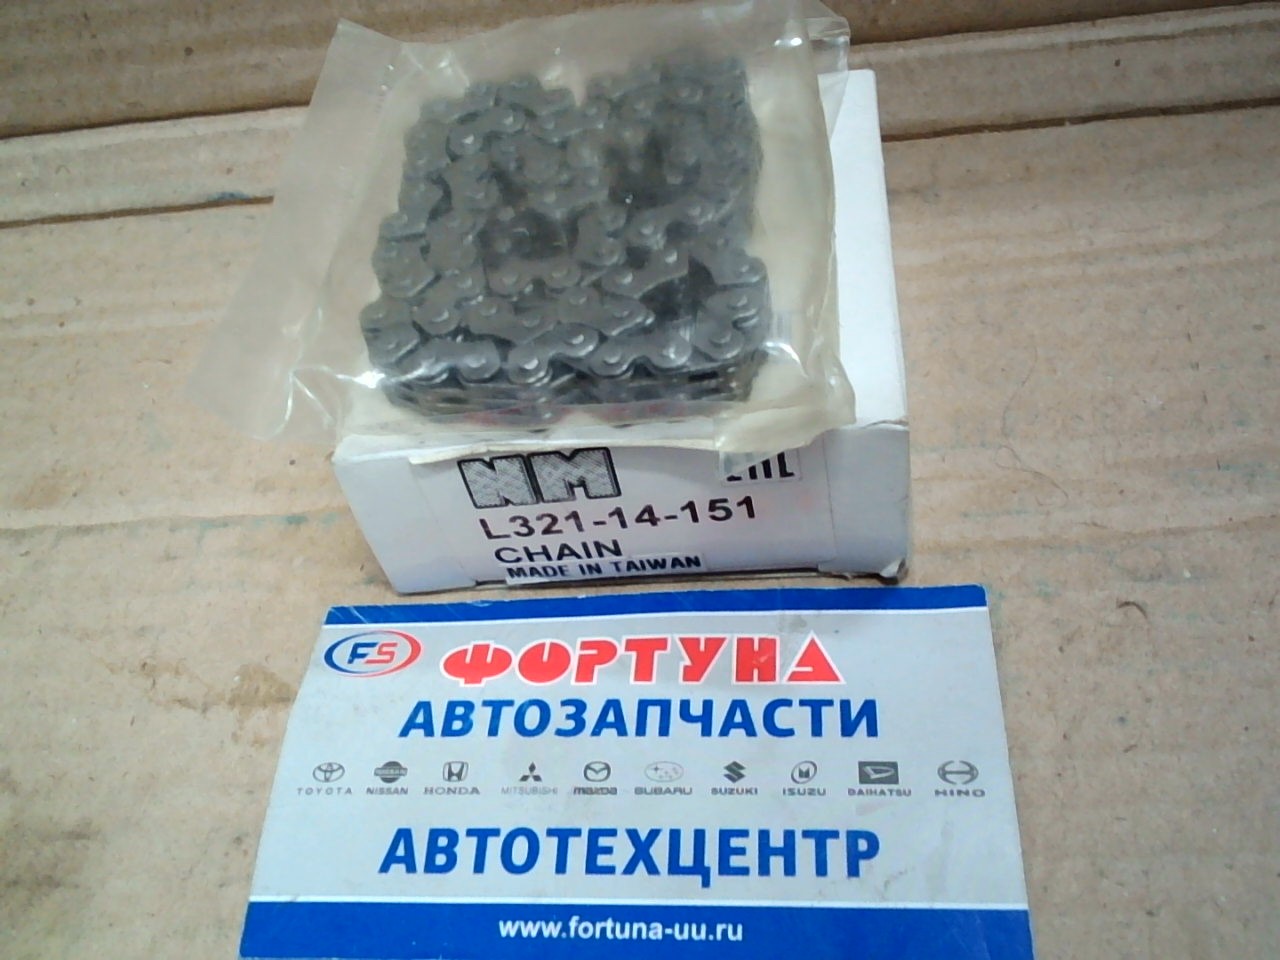 NM
L321-14-151
CHAIN
MADE IN TAIWAN
FS
ФОРТУНА
АВТОЗАПЧАСТИ
TOYOTA NISSAN HONDA MITSUBISHI MAZDA SUBARU SUZUKI ISUZU DAIHATSU HINO
АВТОТЕХЦЕНТР
www.fortuna-uu.ru